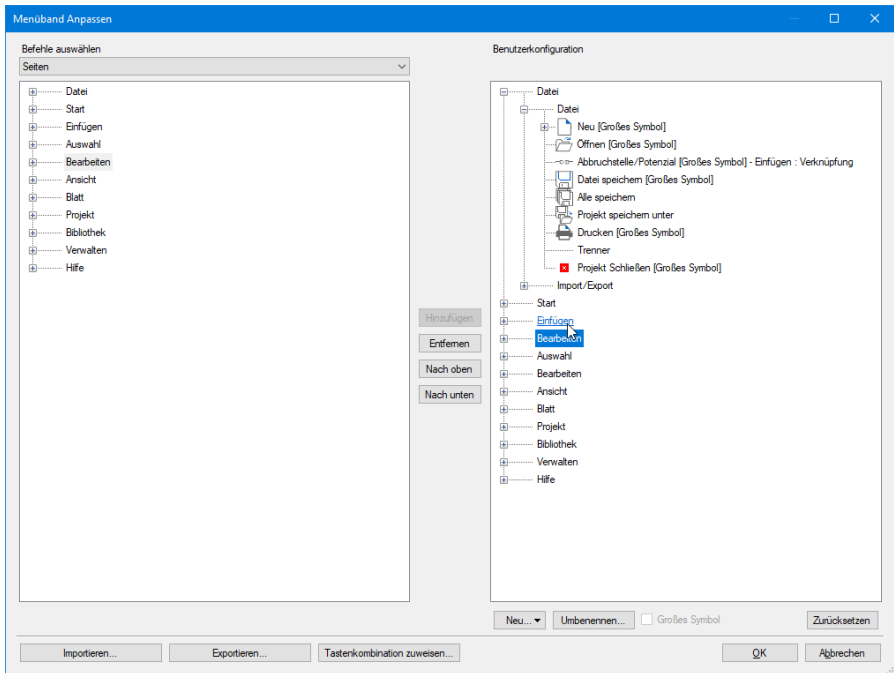 Menüband Anpassen
Befehle auswählen
Seiten
Datei
Start
Einfügen
Auswahl
Bearbeiten
Ansicht
Blatt
Projekt
Bibliothek
Verwalten
Hilfe
Hinzufügen
Entfernen
Nach oben
Nach unten
Benutzerkonfiguration
Datei
Datei
Neu [Großes Symbol]
Öffnen [Großes Symbol]
Abbruchstelle/Potenzial [Großes Symbol] - Einfügen : Verknüpfung
Datei speichern [Großes Symbol]
Alle speichern
Projekt speichern unter
Drucken [Großes Symbol]
Trenner
Projekt Schließen [Großes Symbol]
Import/Export
Start
Einfügen
Bearbeiten
Auswahl
Bearbeiten
Ansicht
Blatt
Projekt
Bibliothek
Verwalten
Hilfe
Neu... Umbenennen... Großes Symbol Zurücksetzen
Importieren... Exportieren... Tastenkombination zuweisen... OK Abbrechen